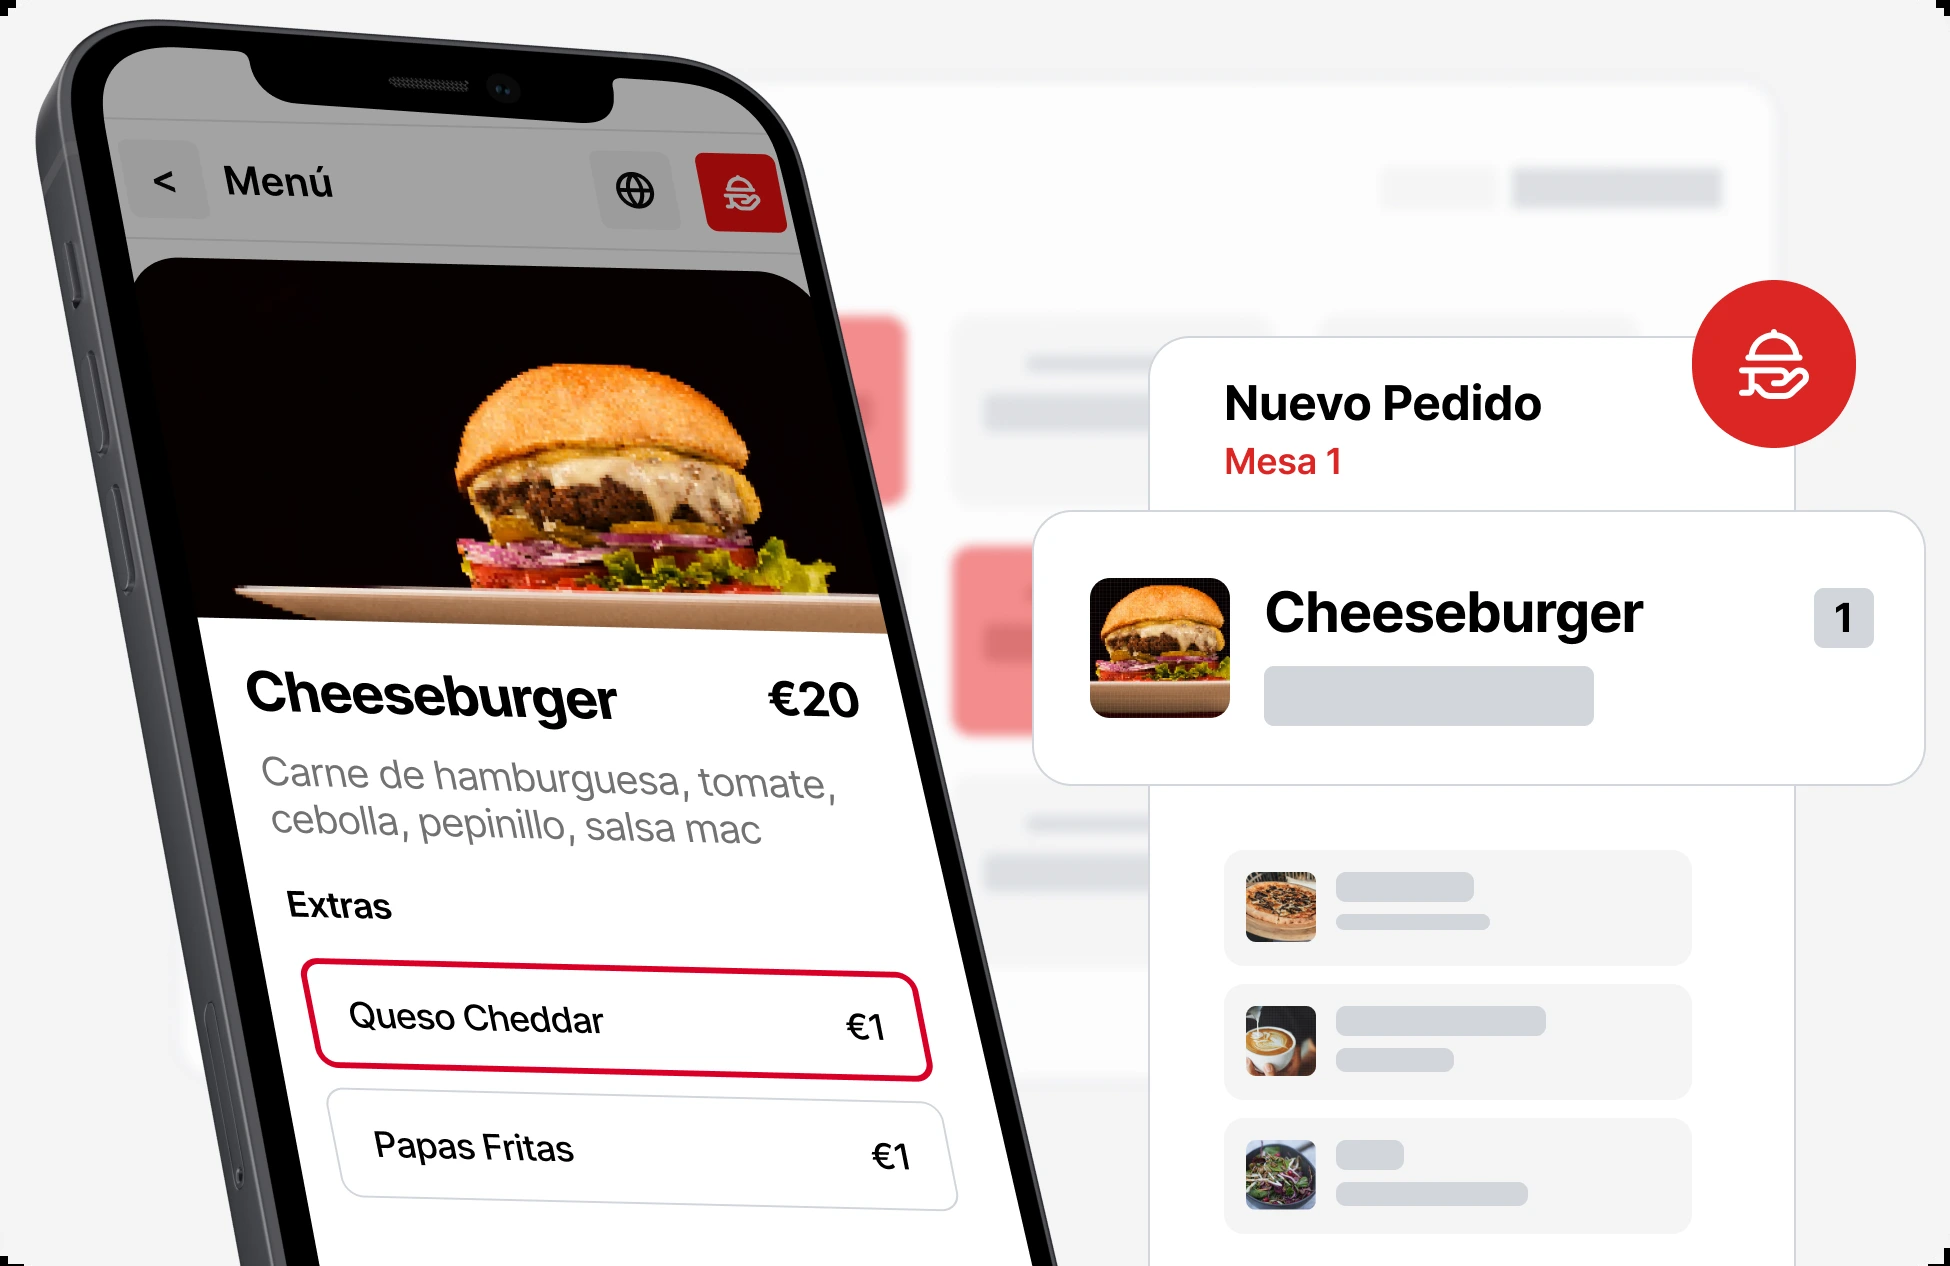 < Menú
Cheeseburger €20
Carne de hamburguesa, tomate,
cebolla, pepinillo, salsa mac
Extras
Queso Cheddar €1
Papas Fritas €1
Nuevo Pedido
Mesa 1
Cheeseburger 1